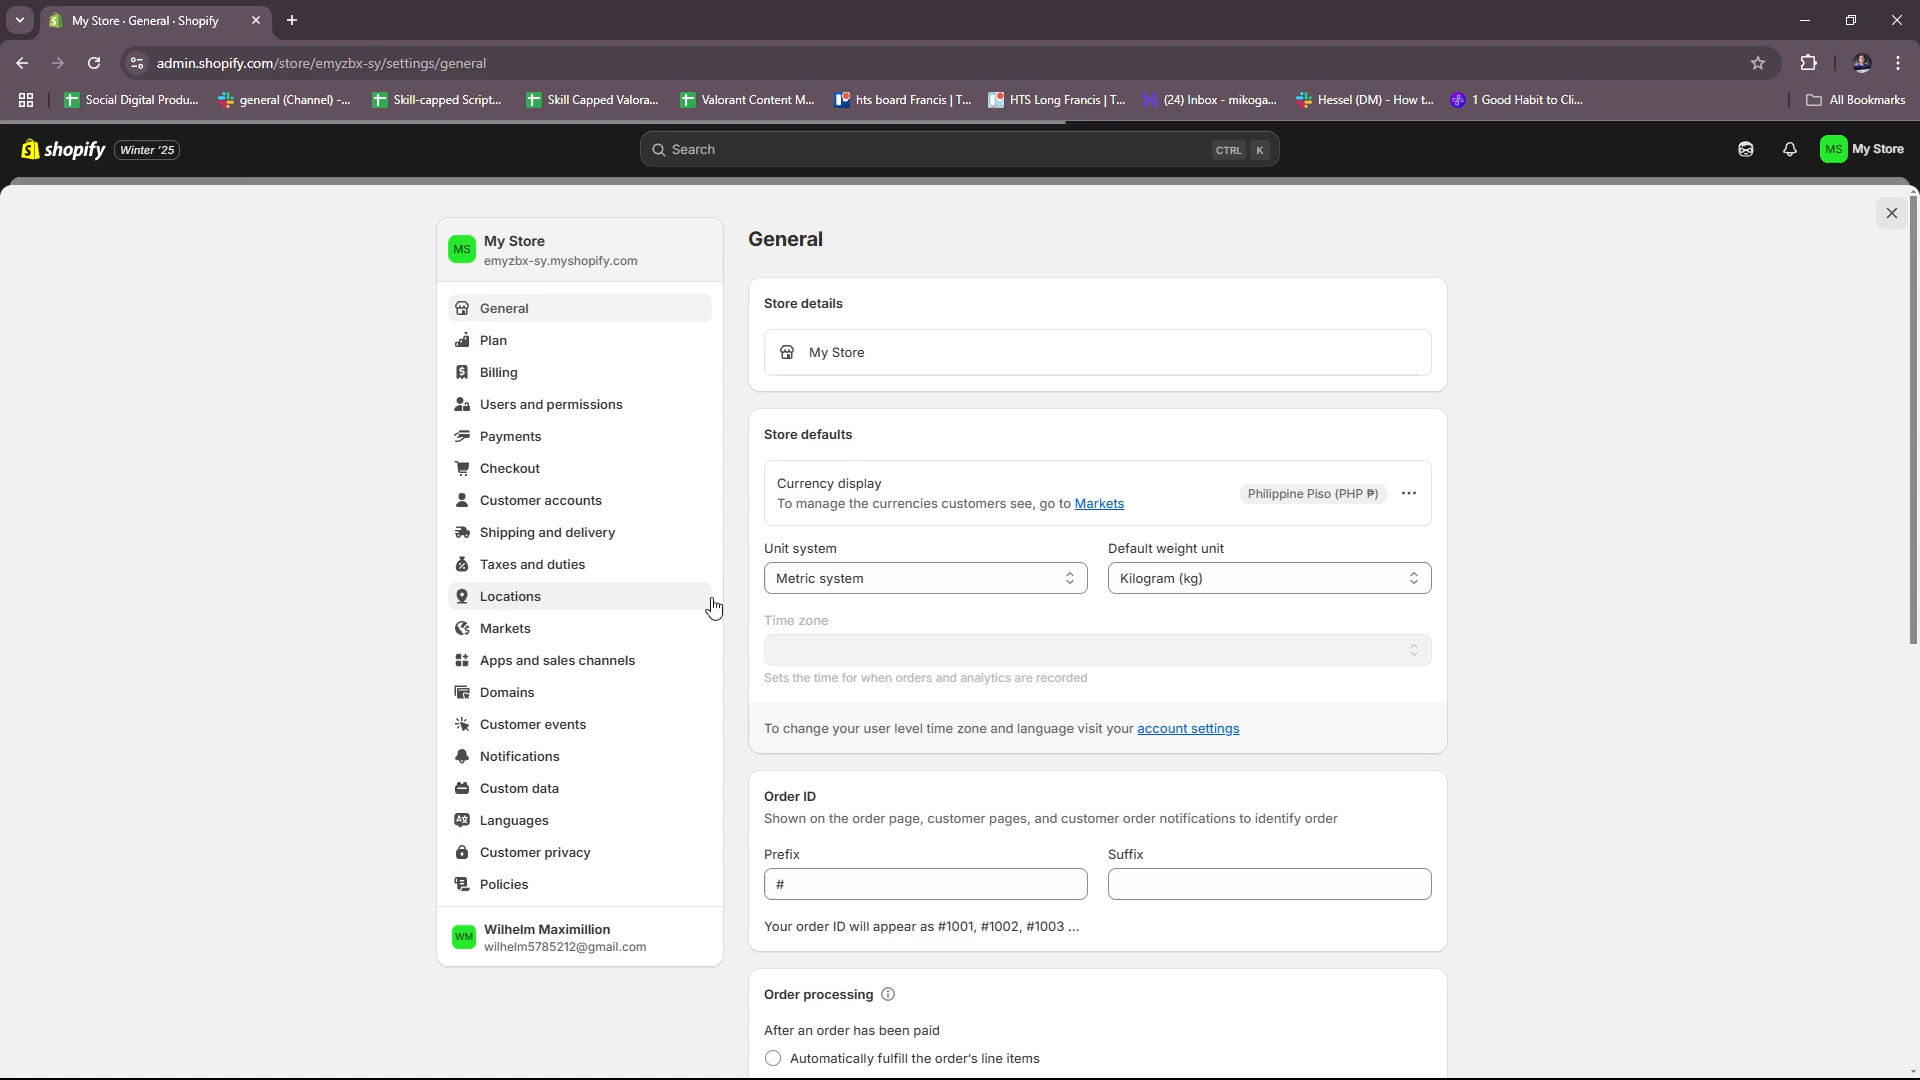 My Store · General · Shopify
admin.shopify.com/store/emyzbx-sy/settings/general
Social Digital Produ...
general (Channel) -...
Skill-capped Script...
Skill Capped Valora...
Valorant Content M...
hts board Francis | T...
HTS Long Francis | T...
(24) Inbox - mikoga...
Hessel (DM) - How t...
1 Good Habit to Cli...
All Bookmarks
shopify
Winter '25
Search
CTRL K
MS
My Store
MS
My Store
emyzbx-sy.myshopify.com
General
Plan
Billing
Users and permissions
Payments
Checkout
Customer accounts
Shipping and delivery
Taxes and duties
Locations
Markets
Apps and sales channels
Domains
Customer events
Notifications
Custom data
Languages
Customer privacy
Policies
WM
Wilhelm Maximillion
wilhelm5785212@gmail.com
General
Store details
My Store
Store defaults
Currency display
To manage the currencies customers see, go to Markets
Philippine Piso (PHP ₱)
Unit system
Default weight unit
Metric system
Kilogram (kg)
Time zone
Sets the time for when orders and analytics are recorded
To change your user level time zone and language visit your account settings
Order ID
Shown on the order page, customer pages, and customer order notifications to identify order
Prefix
Suffix
#
Your order ID will appear as #1001, #1002, #1003 ...
Order processing
After an order has been paid
Automatically fulfill the order's line items